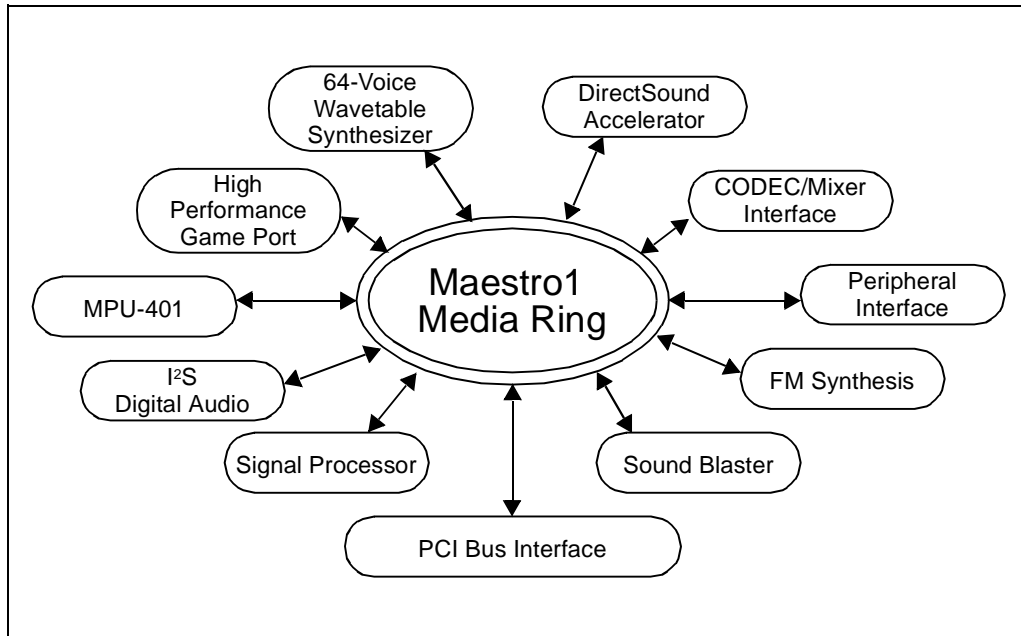 64-Voice
Wavetable
Synthesizer
DirectSound
Accelerator
High
Performance
Game Port
CODEC/Mixer
Interface
Maestro1
Media Ring
MPU-401
Peripheral
Interface
I²S
Digital Audio
FM Synthesis
Signal Processor
Sound Blaster
PCI Bus Interface